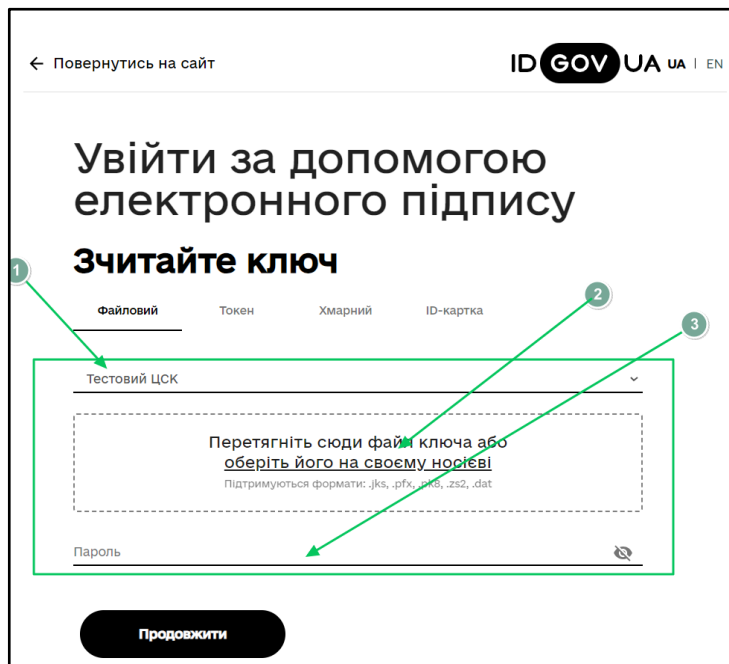 ← Повернутись на сайт
ID GOV UA UA | EN
Увійти за допомогою
електронного підпису
Зчитайте ключ
1
2
Файловий Токен Хмарний ID-картка
3
Тестовий ЦСК
Перетягніть сюди файл ключа або
оберіть його на своєму носієві
Підтримуються формати: .jks, .pfx, .pk8, .zs2, .dat
Пароль
Продовжити